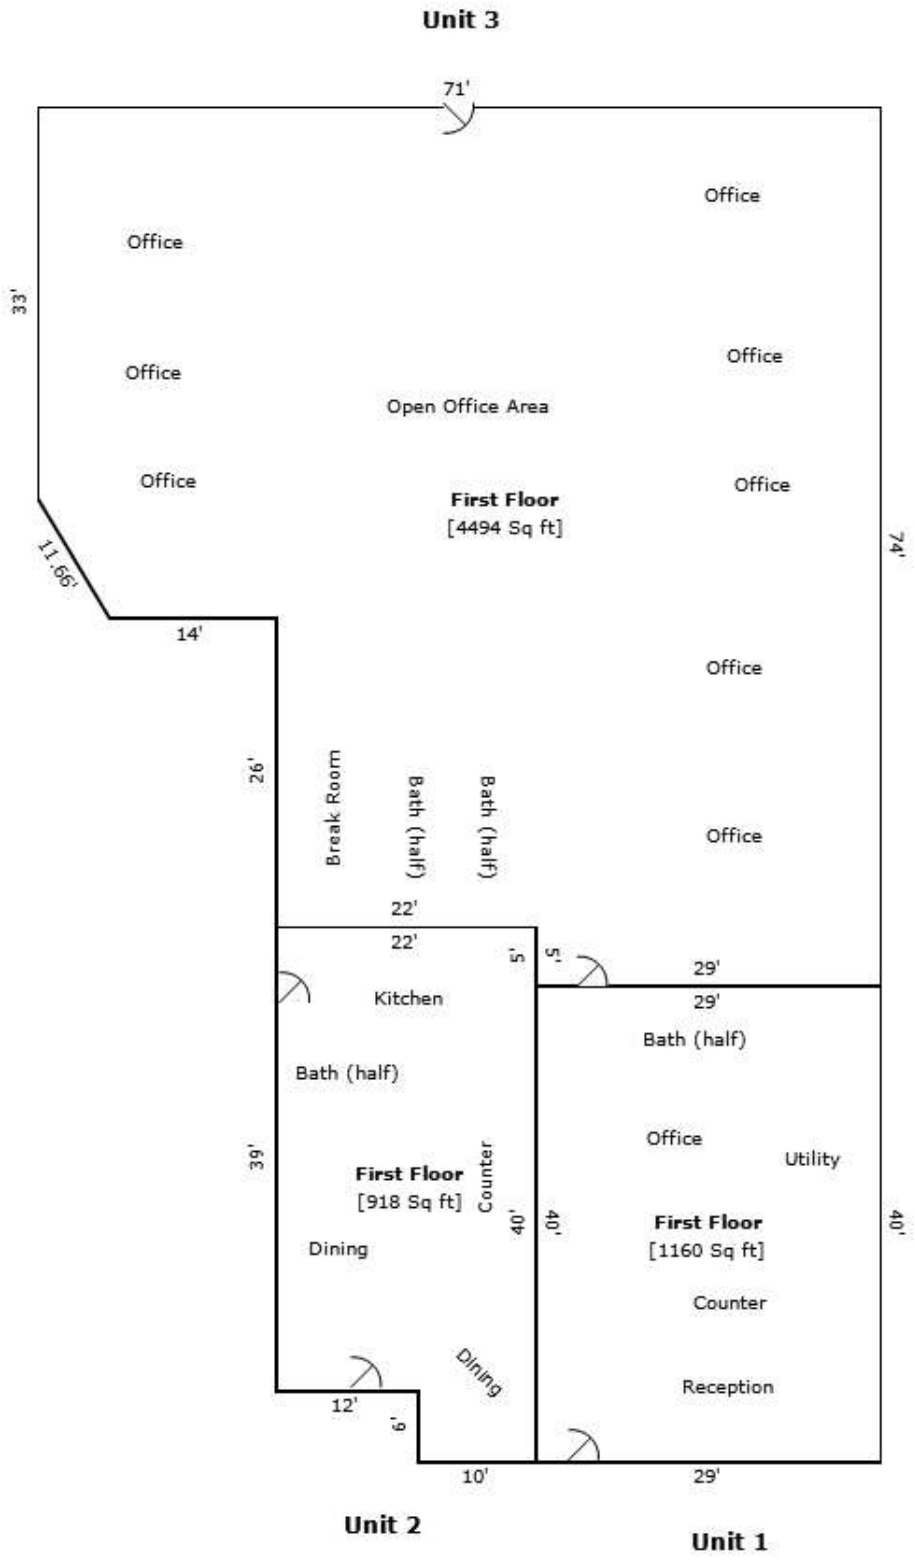 Unit 3
71'
Office
Office
33'
Office
Office
Open Office Area
Office
Office
First Floor
[4494 Sq ft]
11.66'
74'
14'
Office
26'
Break Room
Bath (half)
Bath (half)
Office
22'
22'
5'
5'
29'
29'
Kitchen
Bath (half)
Bath (half)
Office
Utility
39'
First Floor
[918 Sq ft]
Counter
40'
40'
First Floor
[1160 Sq ft]
40'
Dining
Counter
Dining
Reception
12'
6'
10'
29'
Unit 2
Unit 1